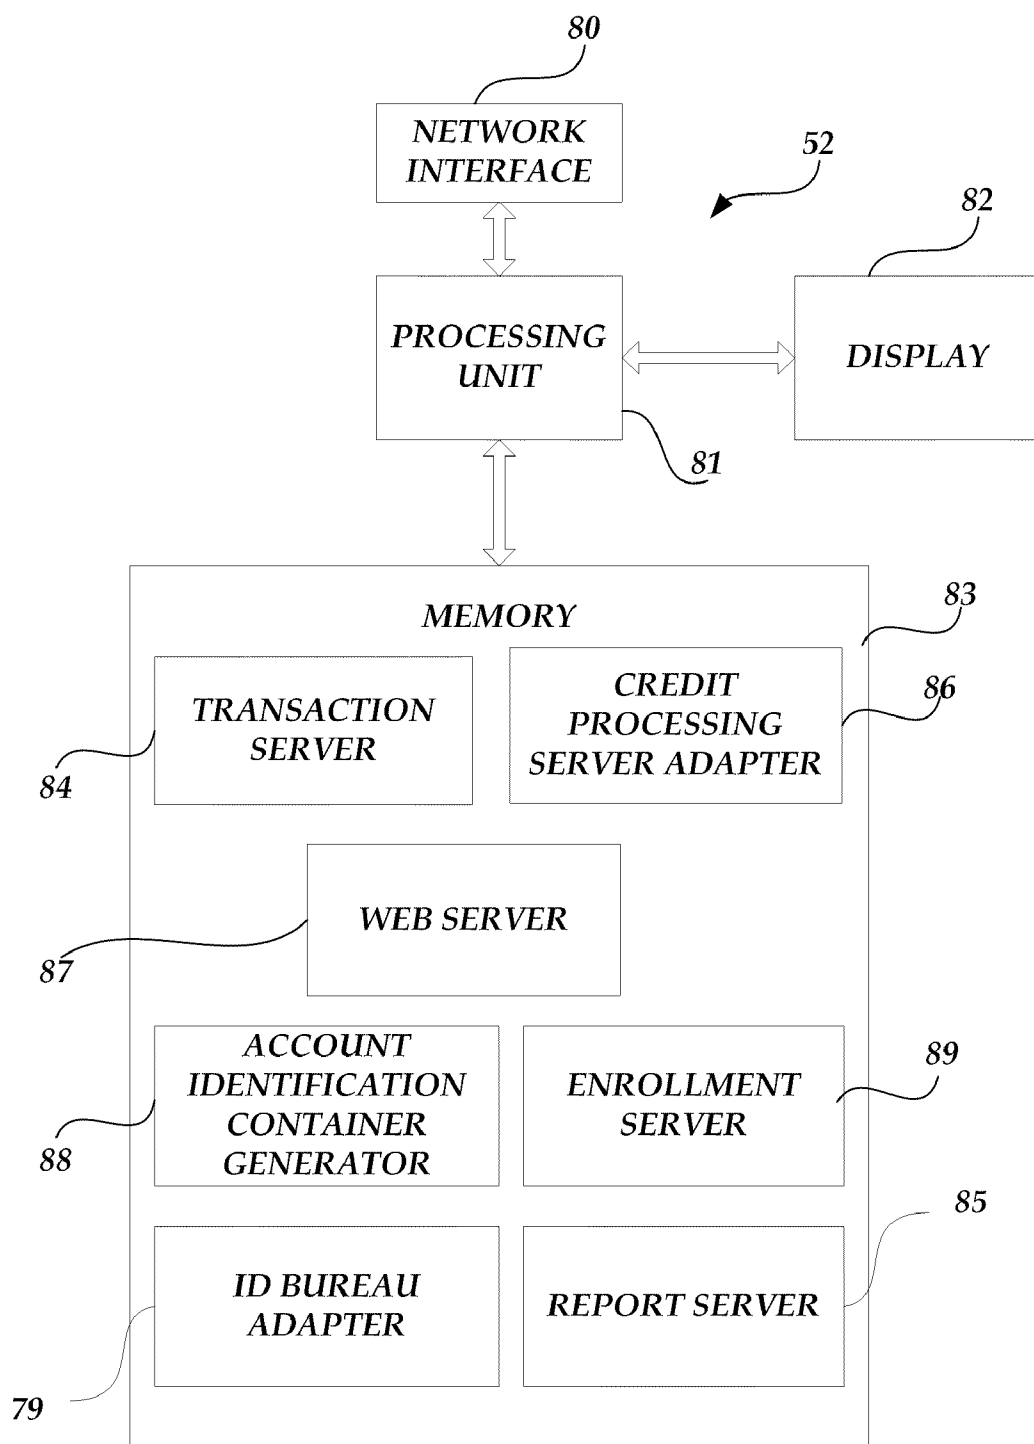 80
NETWORK
INTERFACE
52
82
PROCESSING
UNIT
DISPLAY
81
MEMORY
83
TRANSACTION
SERVER
84
CREDIT
PROCESSING
SERVER ADAPTER
86
WEB SERVER
87
ACCOUNT
IDENTIFICATION
CONTAINER
GENERATOR
88
ENROLLMENT
SERVER
89
ID BUREAU
ADAPTER
79
REPORT SERVER
85